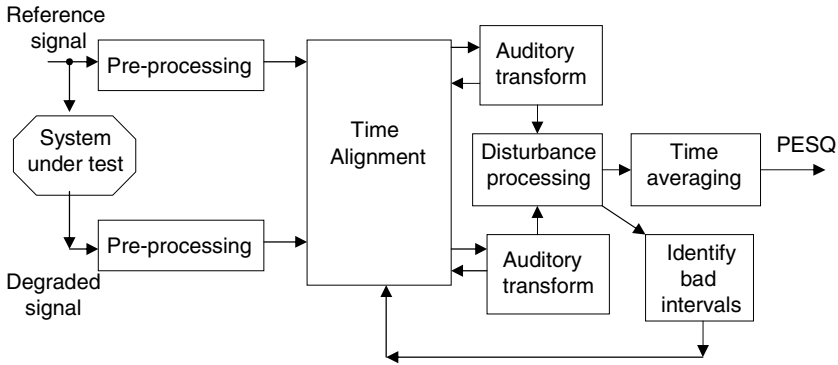 Reference
signal
Pre-processing
System
under test
Pre-processing
Degraded
signal
Time
Alignment
Auditory
transform
Disturbance
processing
Auditory
transform
Time
averaging
PESQ
Identify
bad
intervals